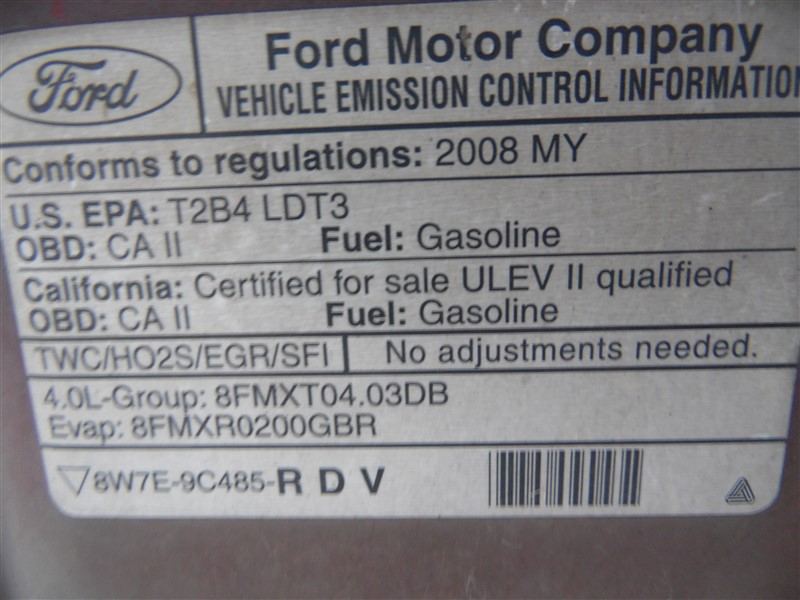 Ford
Ford Motor Company
VEHICLE EMISSION CONTROL INFORMATION
Conforms to regulations: 2008 MY
U.S. EPA: T2B4 LDT3
OBD: CA II Fuel: Gasoline
California: Certified for sale ULEV II qualified
OBD: CA II Fuel: Gasoline
TWC/HO2S/EGR/SFI No adjustments needed.
4.0L-Group: 8FMXT04.03DB
Evap: 8FMXR0200GBR
▽8W7E-9C485-R D V